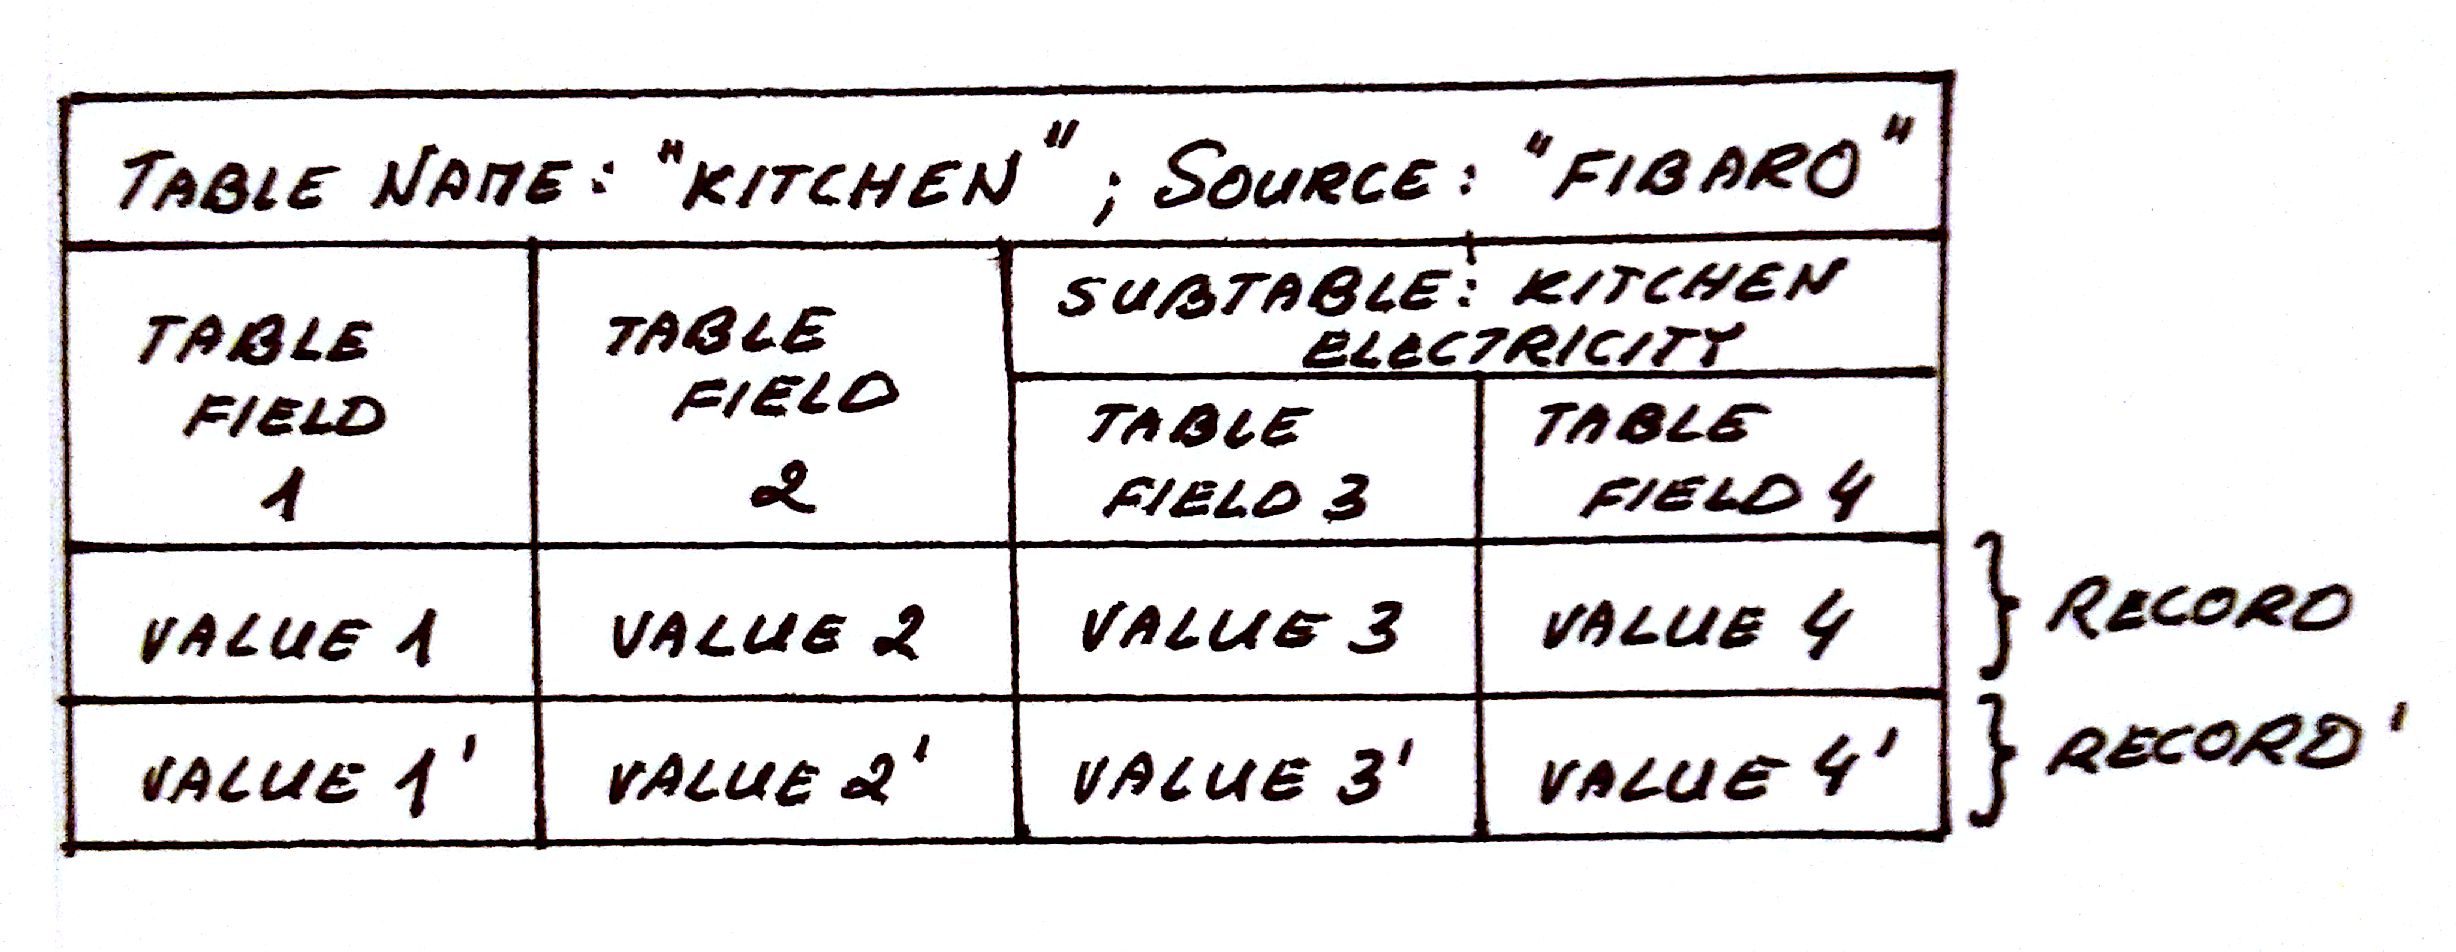 TABLE NAME: "KITCHEN"; SOURCE: "FIBARO"
TABLE FIELD 1
TABLE FIELD 2
SUBTABLE: KITCHEN ELECTRICITY
TABLE FIELD 3
TABLE FIELD 4
VALUE 1 VALUE 2 VALUE 3 VALUE 4 RECORD
VALUE 1' VALUE 2' VALUE 3' VALUE 4' RECORD'